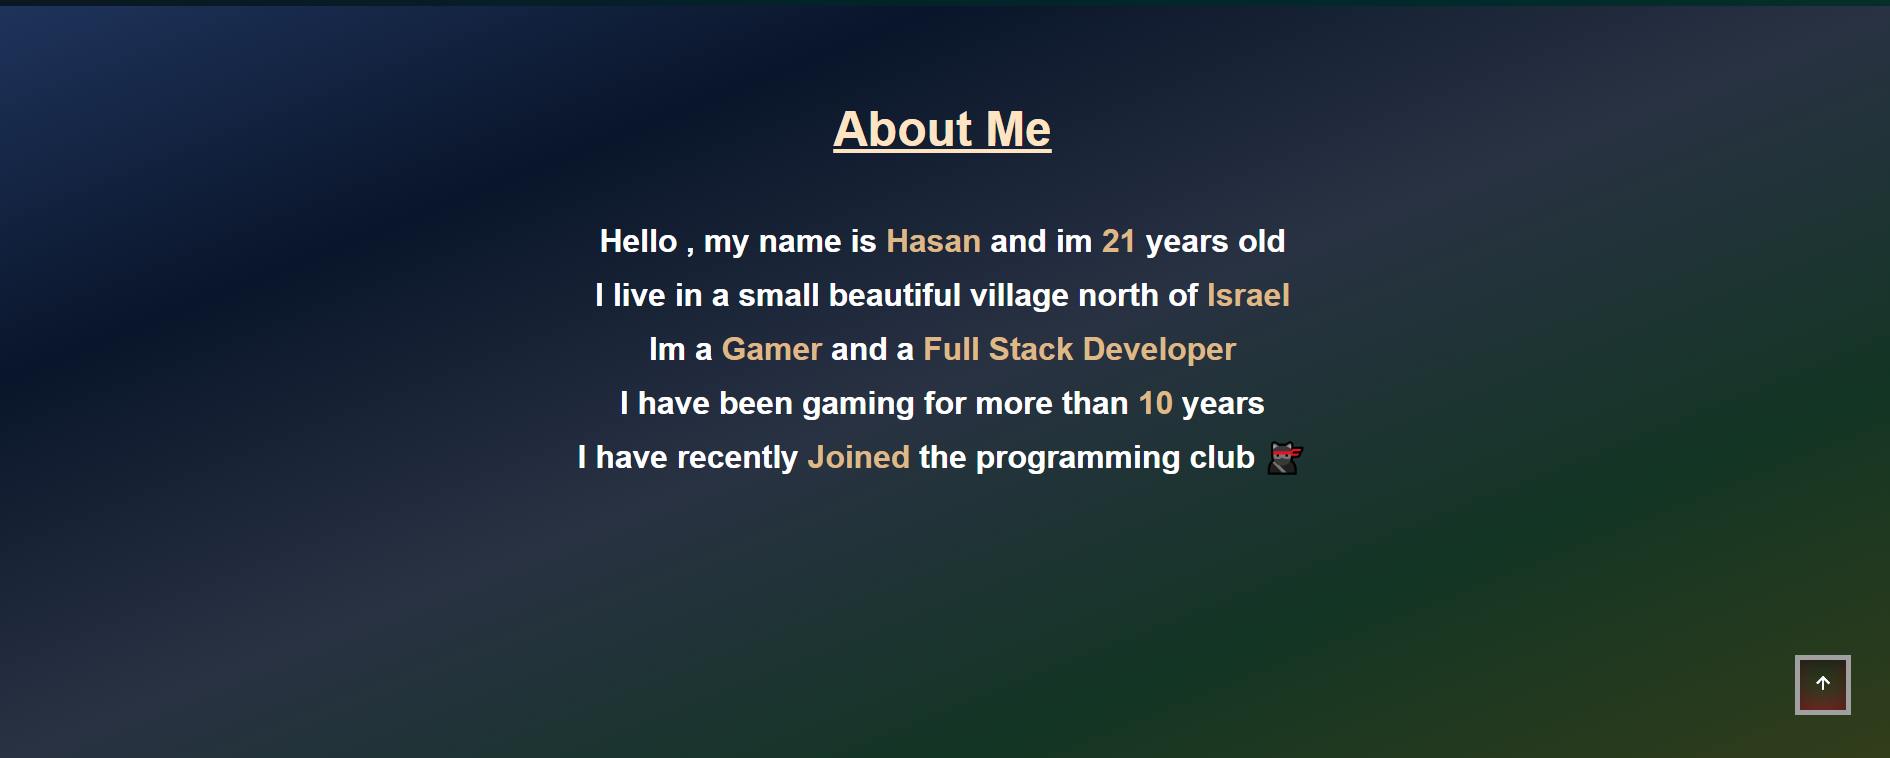 About Me
Hello , my name is Hasan and im 21 years old
I live in a small beautiful village north of Israel
Im a Gamer and a Full Stack Developer
I have been gaming for more than 10 years
I have recently Joined the programming club